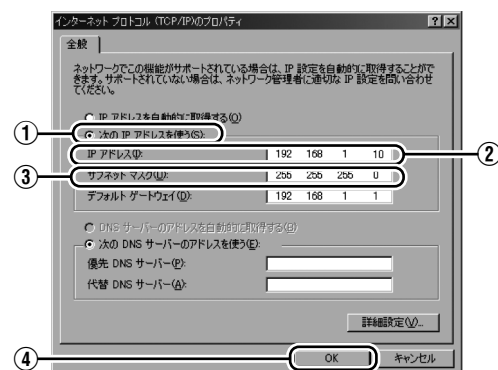 インターネット プロトコル (TCP/IP)のプロパティ
? ×
全般
ネットワークでこの機能がサポートされている場合は、IP 設定を自動的に取得することがで
きます。サポートされていない場合は、ネットワーク管理者に適切な IP 設定を問い合わせ
てください。
IP アドレスを自動的に取得する(O)
① 次の IP アドレスを使う(S):
IP アドレス(I): 192 168 1 10 ②
③ サブネット マスク(U): 255 255 255 0
デフォルト ゲートウェイ(D): 192 168 1 1
DNS サーバーのアドレスを自動的に取得する(B)
次の DNS サーバーのアドレスを使う(E):
優先 DNS サーバー(P):
代替 DNS サーバー(A):
詳細設定(V)...
④ OK キャンセル